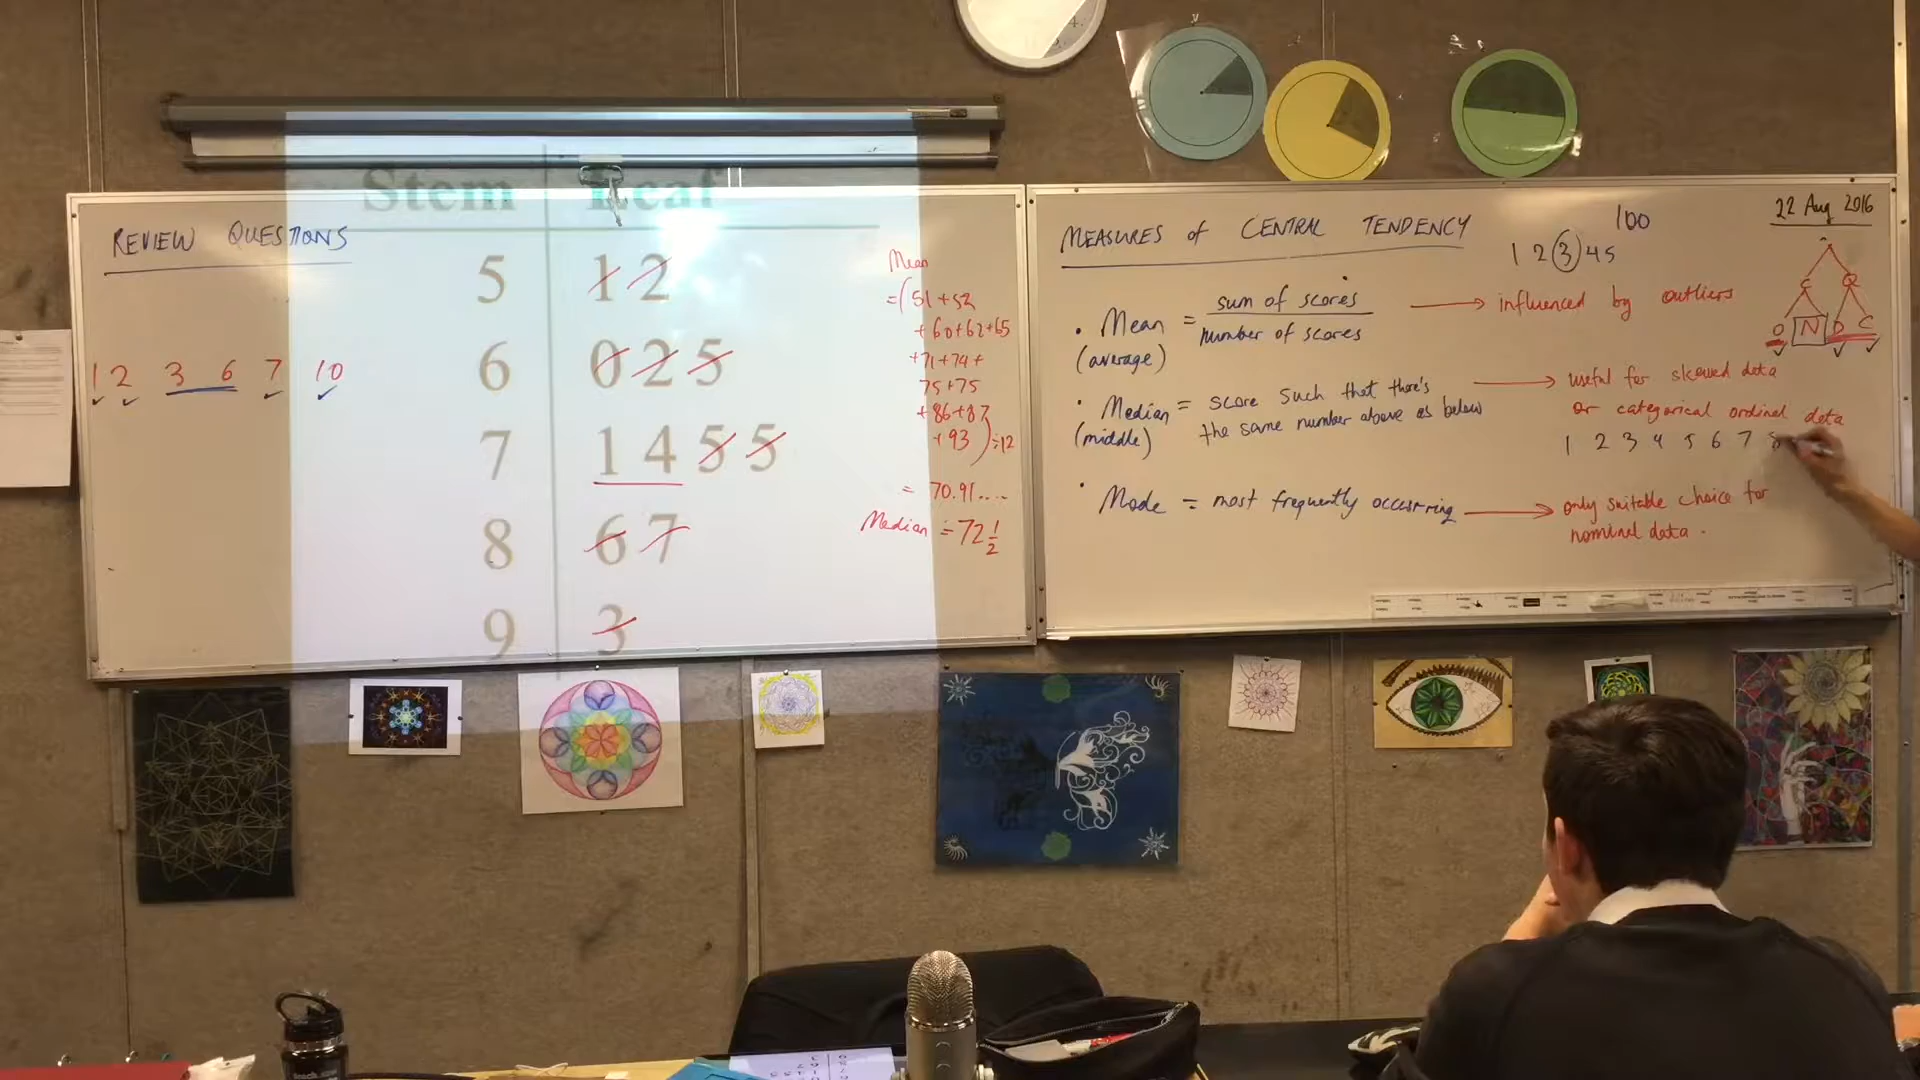 REVIEW QUESTIONS
1 2 3 6 7 10
Stem Leaf
5 1 2
6 0 2 5
7 1 4 5 5
8 6 7
9 3
Mean
= (51 + 52
+ 60 + 62 + 65
+ 71 + 74 +
75 + 75
+ 86 + 87
+ 93) ÷ 12
= 70.91....
Median = 72 1/2
MEASURES of CENTRAL TENDENCY
100
1 2 3 4 5
22 Aug 2016
C Q
O N D C
• Mean = sum of scores / number of scores → influenced by outliers
(average)
• Median = score such that there's → useful for skewed data
(middle) the same number above as below or categorical ordinal data
1 2 3 4 5 6 7 8
• Mode = most frequently occurring → only suitable choice for
nominal data.